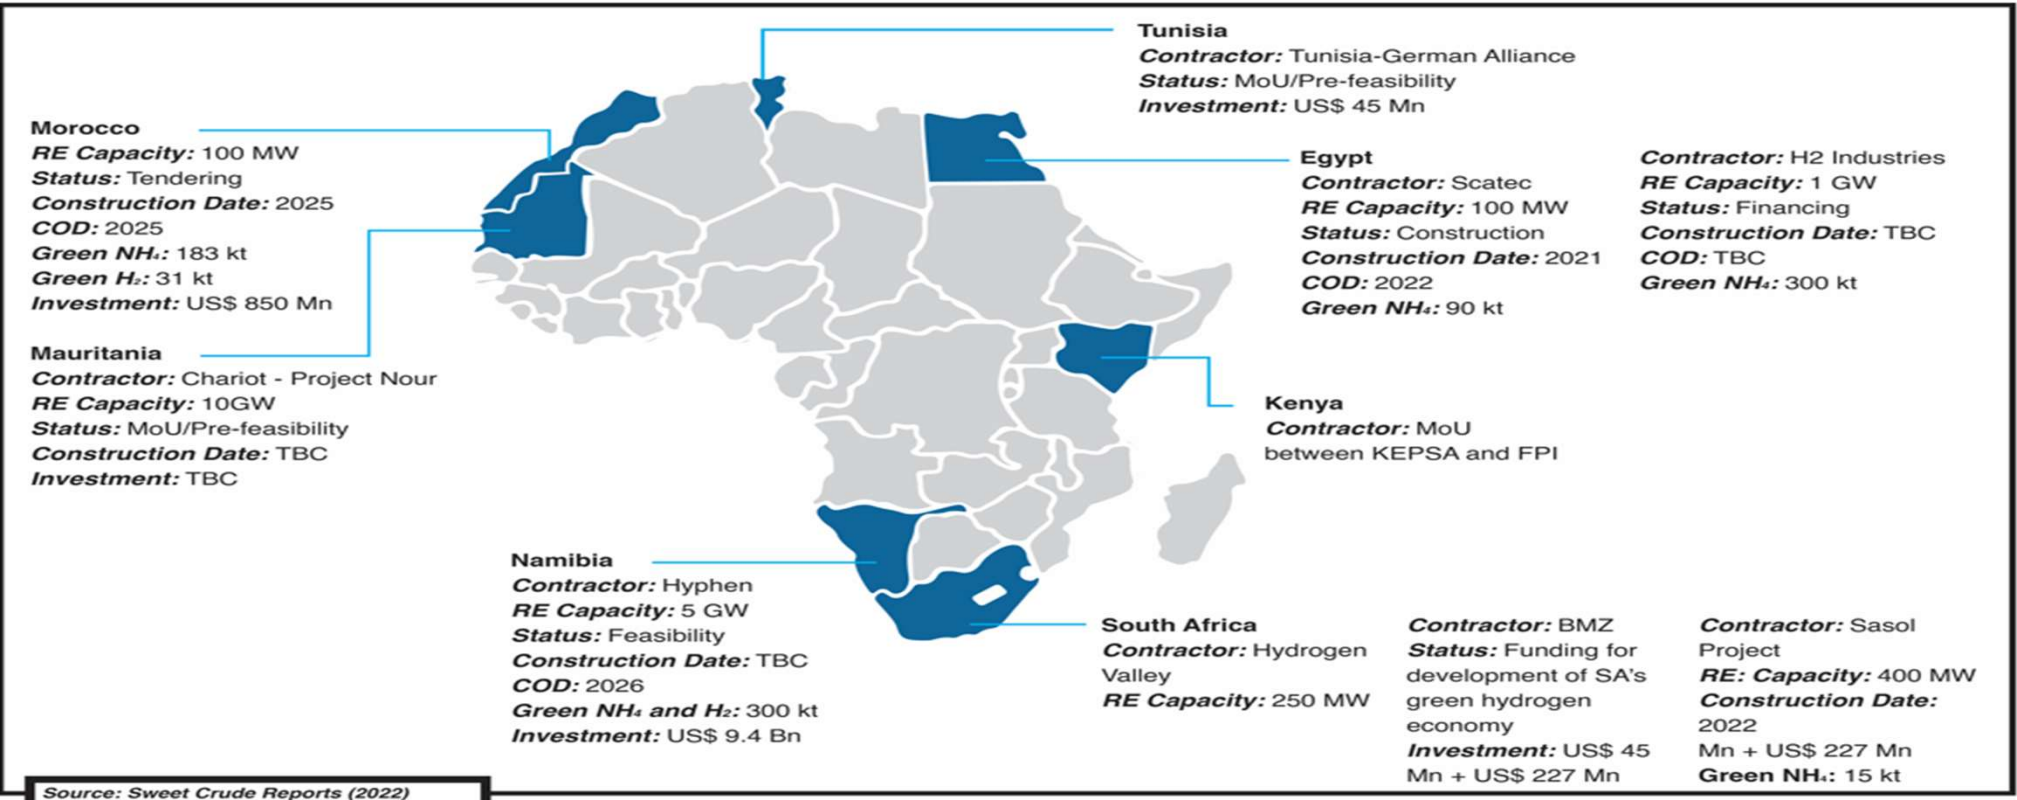 Tunisia
Contractor: Tunisia-German Alliance
Status: MoU/Pre-feasibility
Investment: US$ 45 Mn
Morocco
RE Capacity: 100 MW
Status: Tendering
Construction Date: 2025
COD: 2025
Green NH₄: 183 kt
Green H₂: 31 kt
Investment: US$ 850 Mn
Egypt
Contractor: Scatec
RE Capacity: 100 MW
Status: Construction
Construction Date: 2021
COD: 2022
Green NH₄: 90 kt
Contractor: H2 Industries
RE Capacity: 1 GW
Status: Financing
Construction Date: TBC
COD: TBC
Green NH₄: 300 kt
Mauritania
Contractor: Chariot - Project Nour
RE Capacity: 10GW
Status: MoU/Pre-feasibility
Construction Date: TBC
Investment: TBC
Kenya
Contractor: MoU
between KEPSA and FPI
Namibia
Contractor: Hyphen
RE Capacity: 5 GW
Status: Feasibility
Construction Date: TBC
COD: 2026
Green NH₄ and H₂: 300 kt
Investment: US$ 9.4 Bn
South Africa
Contractor: Hydrogen
Valley
RE Capacity: 250 MW
Contractor: BMZ
Status: Funding for
development of SA's
green hydrogen
economy
Investment: US$ 45
Mn + US$ 227 Mn
Contractor: Sasol
Project
RE: Capacity: 400 MW
Construction Date:
2022
Mn + US$ 227 Mn
Green NH₄: 15 kt
Source: Sweet Crude Reports (2022)